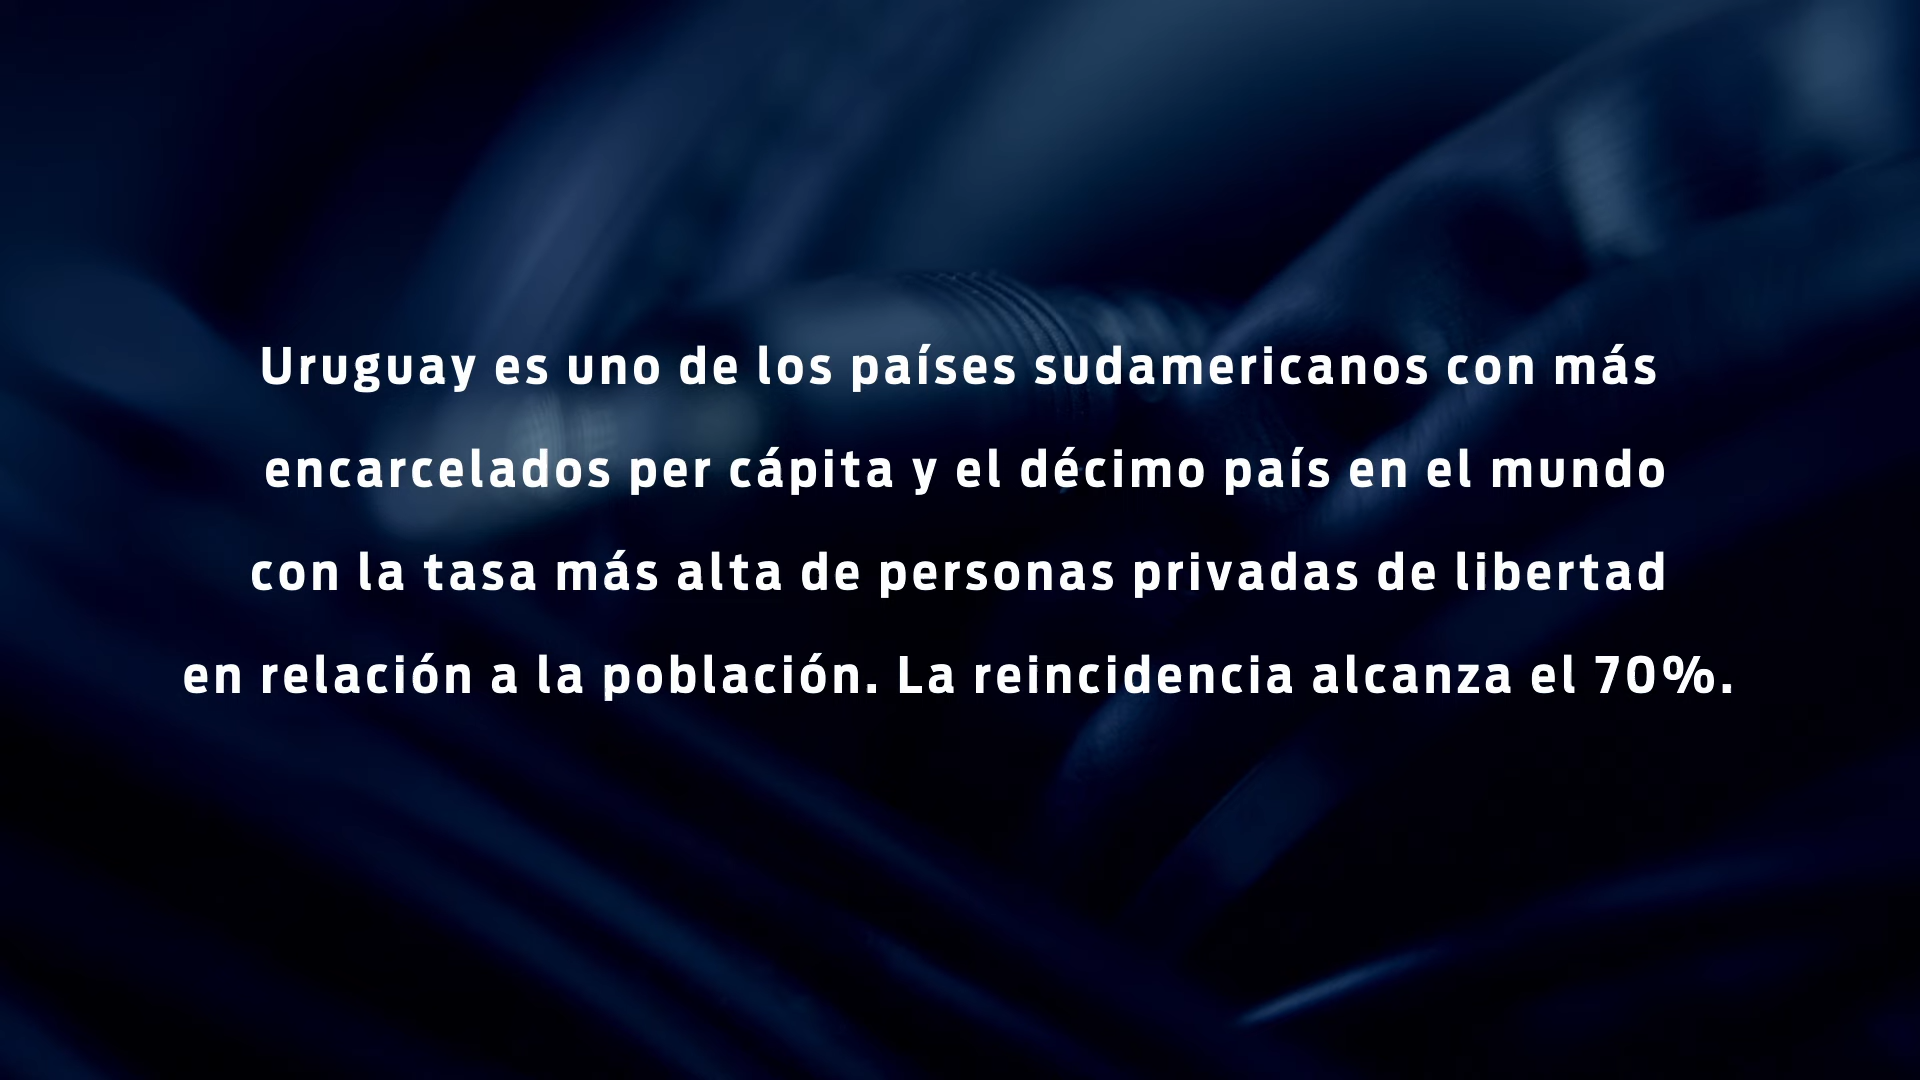 Uruguay es uno de los países sudamericanos con más
encarcelados per cápita y el décimo país en el mundo
con la tasa más alta de personas privadas de libertad
en relación a la población. La reincidencia alcanza el 70%.